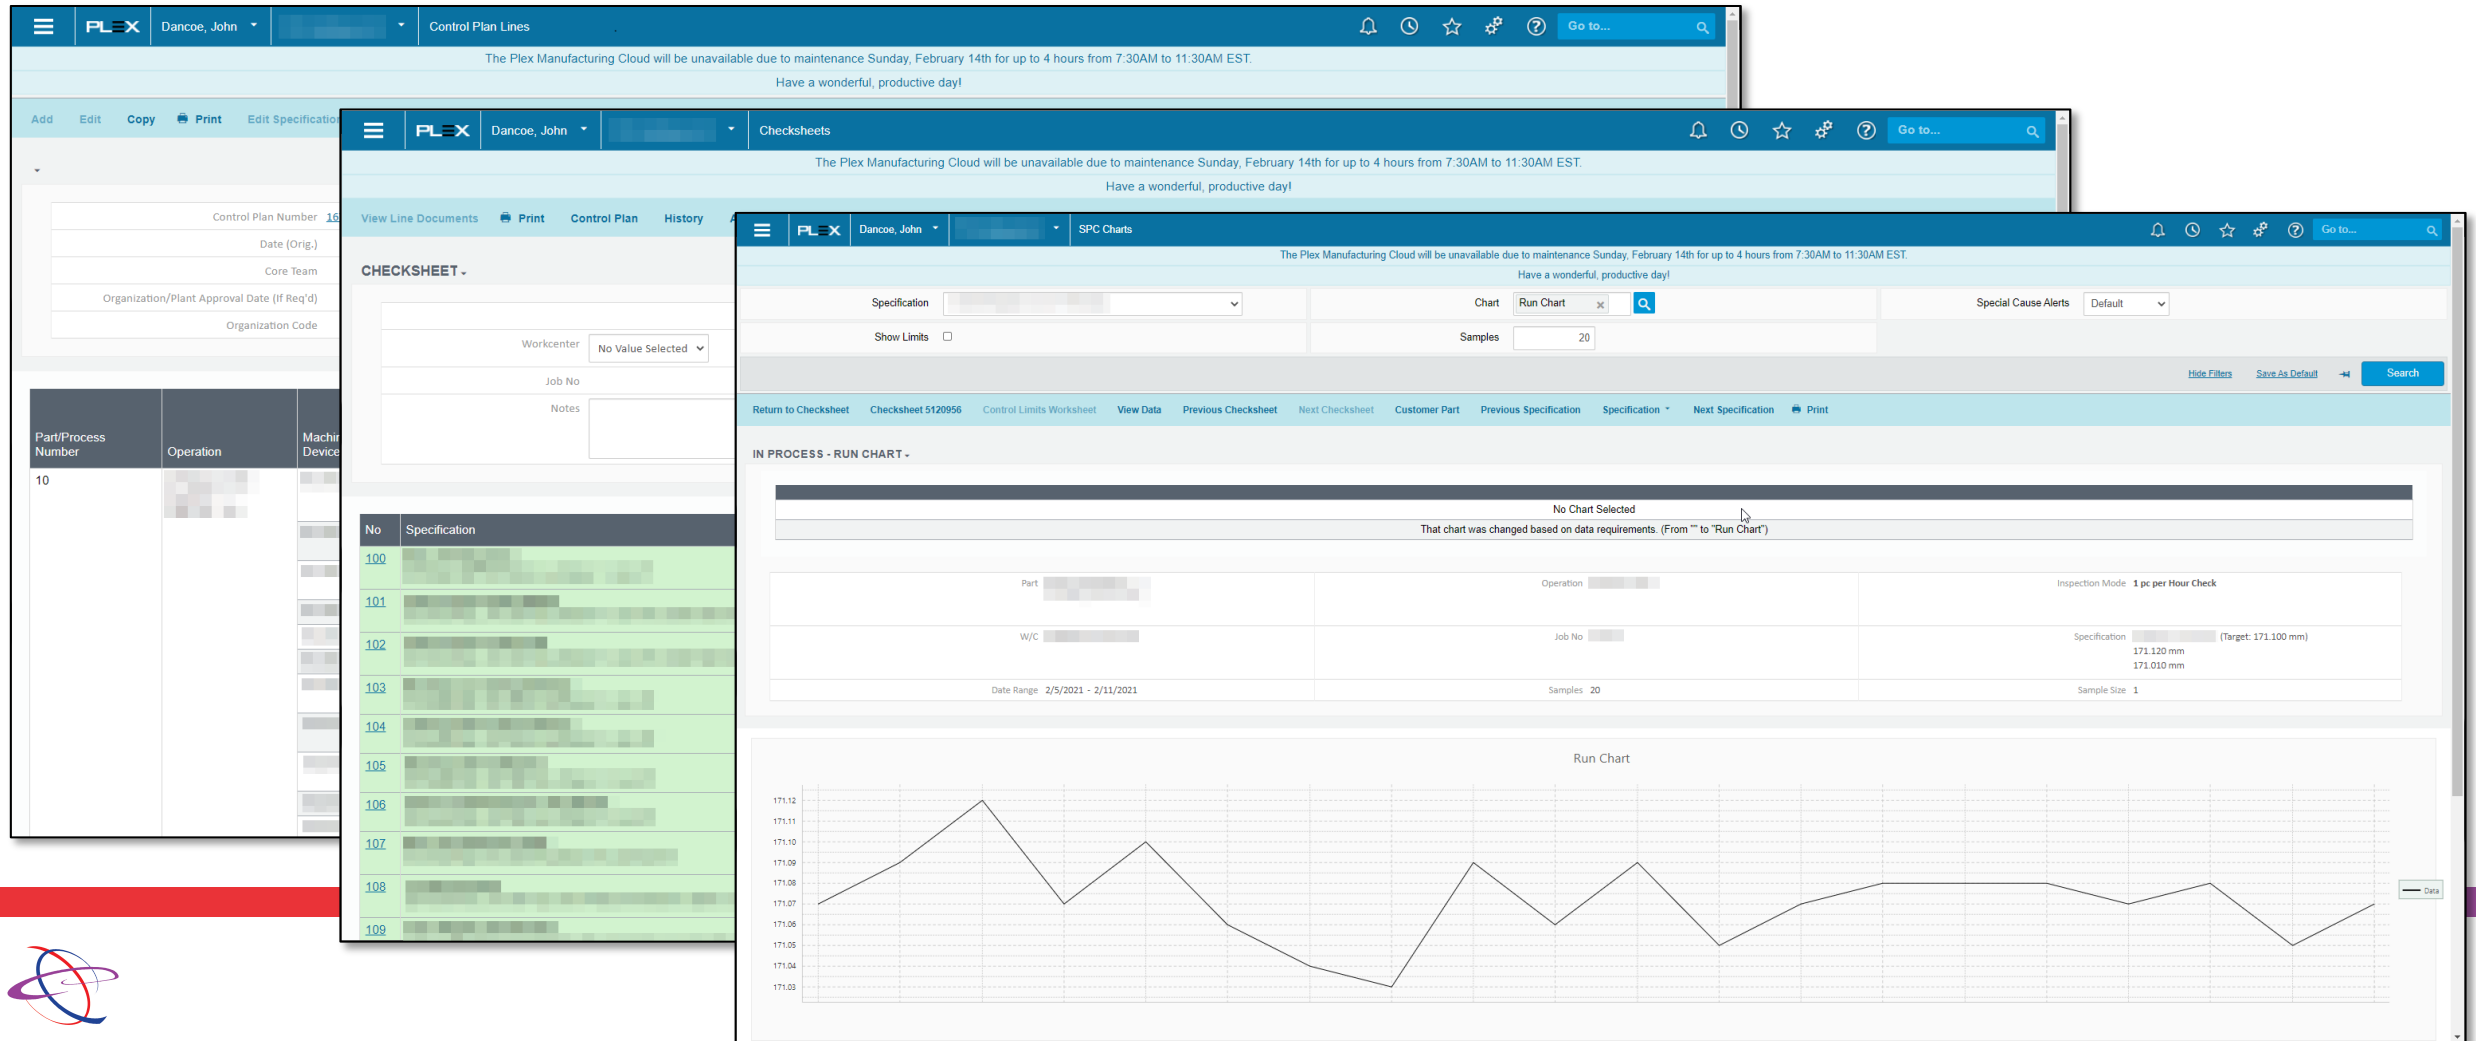 PLEX Dancoe, John Control Plan Lines Go to...
The Plex Manufacturing Cloud will be unavailable due to maintenance Sunday, February 14th for up to 4 hours from 7:30AM to 11:30AM EST.
Have a wonderful, productive day!
Add Edit Copy Print
Control Plan Number 16
Date (Orig.)
Core Team
Organization/Plant Approval Date (If Req'd)
Organization Code
Part/Process
Number
Operation
10
PLEX Dancoe, John Checksheets Go to...
The Plex Manufacturing Cloud will be unavailable due to maintenance Sunday, February 14th for up to 4 hours from 7:30AM to 11:30AM EST.
Have a wonderful, productive day!
View Line Documents Print Control Plan History
CHECKSHEET
Workcenter No Value Selected
Job No
Notes
No Specification
100
101
102
103
104
105
106
107
108
109
PLEX Dancoe, John SPC Charts Go to...
The Plex Manufacturing Cloud will be unavailable due to maintenance Sunday, February 14th for up to 4 hours from 7:30AM to 11:30AM EST.
Have a wonderful, productive day!
Specification Chart Run Chart Special Cause Alerts Default
Show Limits Samples 20
Hide Filters Save As Default Search
Return to Checksheet Checksheet 5120956 Control Limits Worksheet View Data Previous Checksheet Next Checksheet Customer Part Previous Specification Specification Next Specification Print
IN PROCESS - RUN CHART
No Chart Selected
That chart was changed based on data requirements. (From "" to "Run Chart")
Part Operation Inspection Mode 1 pc per Hour Check
W/C Job No Specification (Target: 171.100 mm)
171.120 mm
171.010 mm
Date Range 2/5/2021 - 2/11/2021 Samples 20 Sample Size 1
Run Chart
171.12
171.11
171.10
171.09
171.08
171.07
171.06
171.05
171.04
171.03
Data